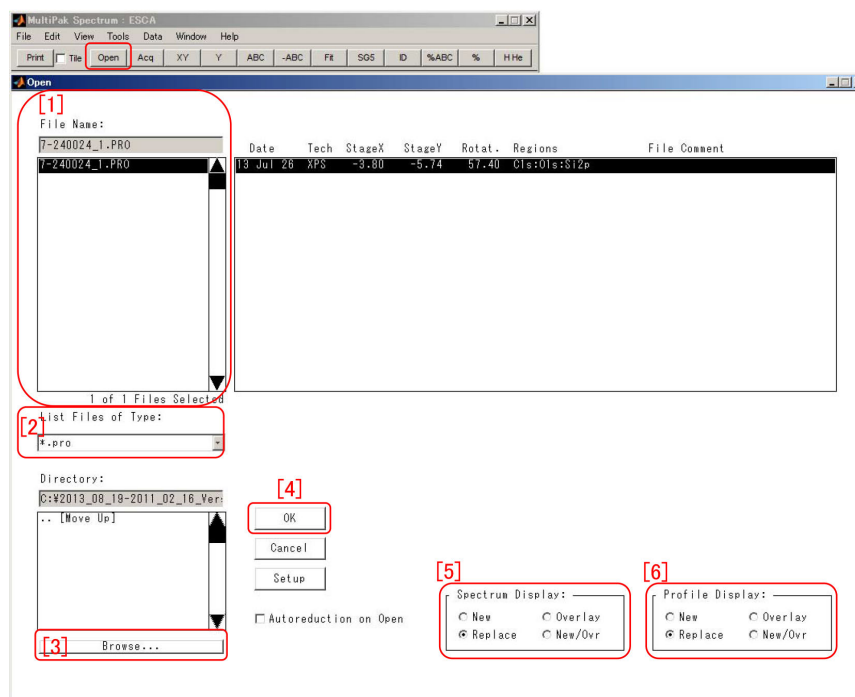 MultiPak Spectrum : ESCA
File Edit View Tools Data Window Help
Print Tile Open Acq XY Y ABC -ABC Fit SG5 ID %ABC % H He
Open
[1]
File Name:
7-240024_1.PRO
Date Tech StageX StageY Rotat. Regions File Comment
7-240024_1.PRO 13 Jul 26 XPS -3.80 -5.74 57.40 C1s:O1s:Si2p
1 of 1 Files Selected
[2] List Files of Type:
*.pro
Directory:
C:¥2013_08_19-2011_02_16_Ver:
.. [Move Up]
[4]
OK
Cancel
Setup
Autoreduction on Open
[3] Browse...
[5]
Spectrum Display:
New Overlay
Replace New/Ovr
[6]
Profile Display:
New Overlay
Replace New/Ovr